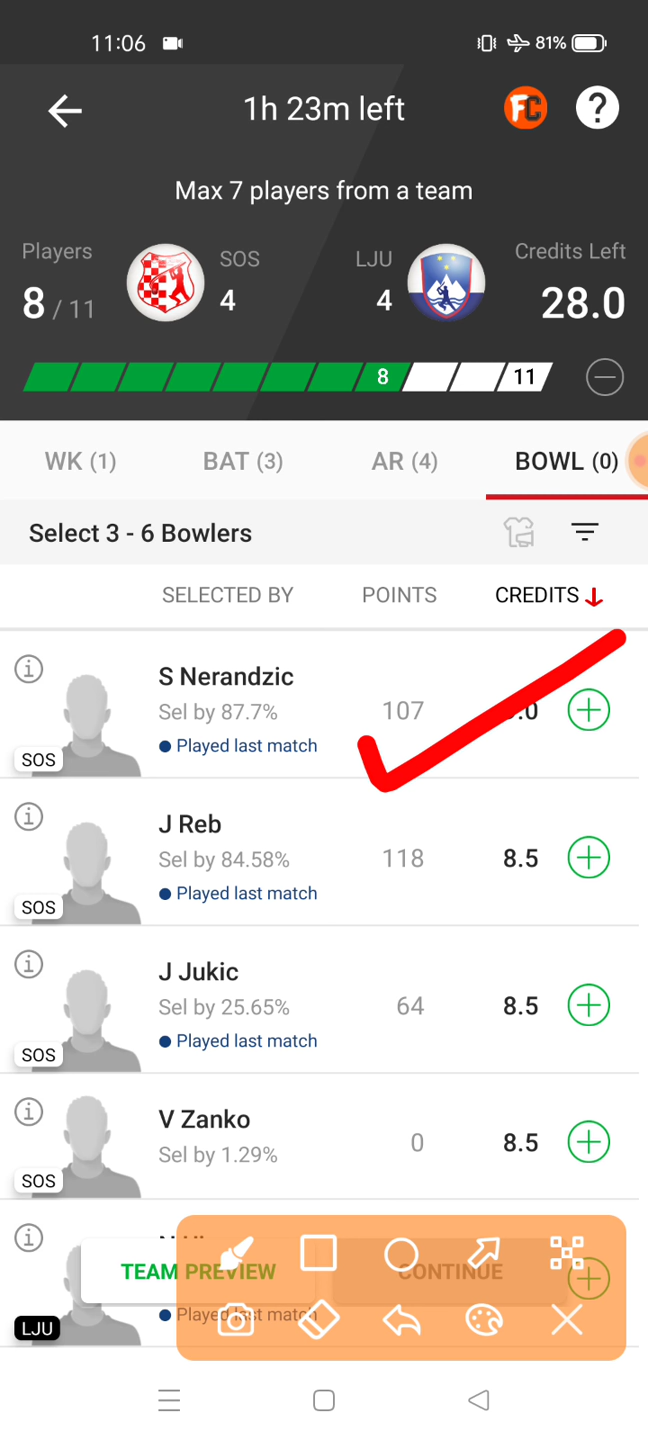 11:06 81%
1h 23m left FC ?
Max 7 players from a team
Players SOS LJU Credits Left
8 / 11 4 4 28.0
8 11
WK (1) BAT (3) AR (4) BOWL (0)
Select 3 - 6 Bowlers
SELECTED BY POINTS CREDITS
S Nerandzic
Sel by 87.7% 107
Played last match
SOS
J Reb
Sel by 84.58% 118 8.5
Played last match
SOS
J Jukic
Sel by 25.65% 64 8.5
Played last match
SOS
V Zanko
Sel by 1.29% 0 8.5
SOS
TEAM PREVIEW CONTINUE
Played last match
LJU